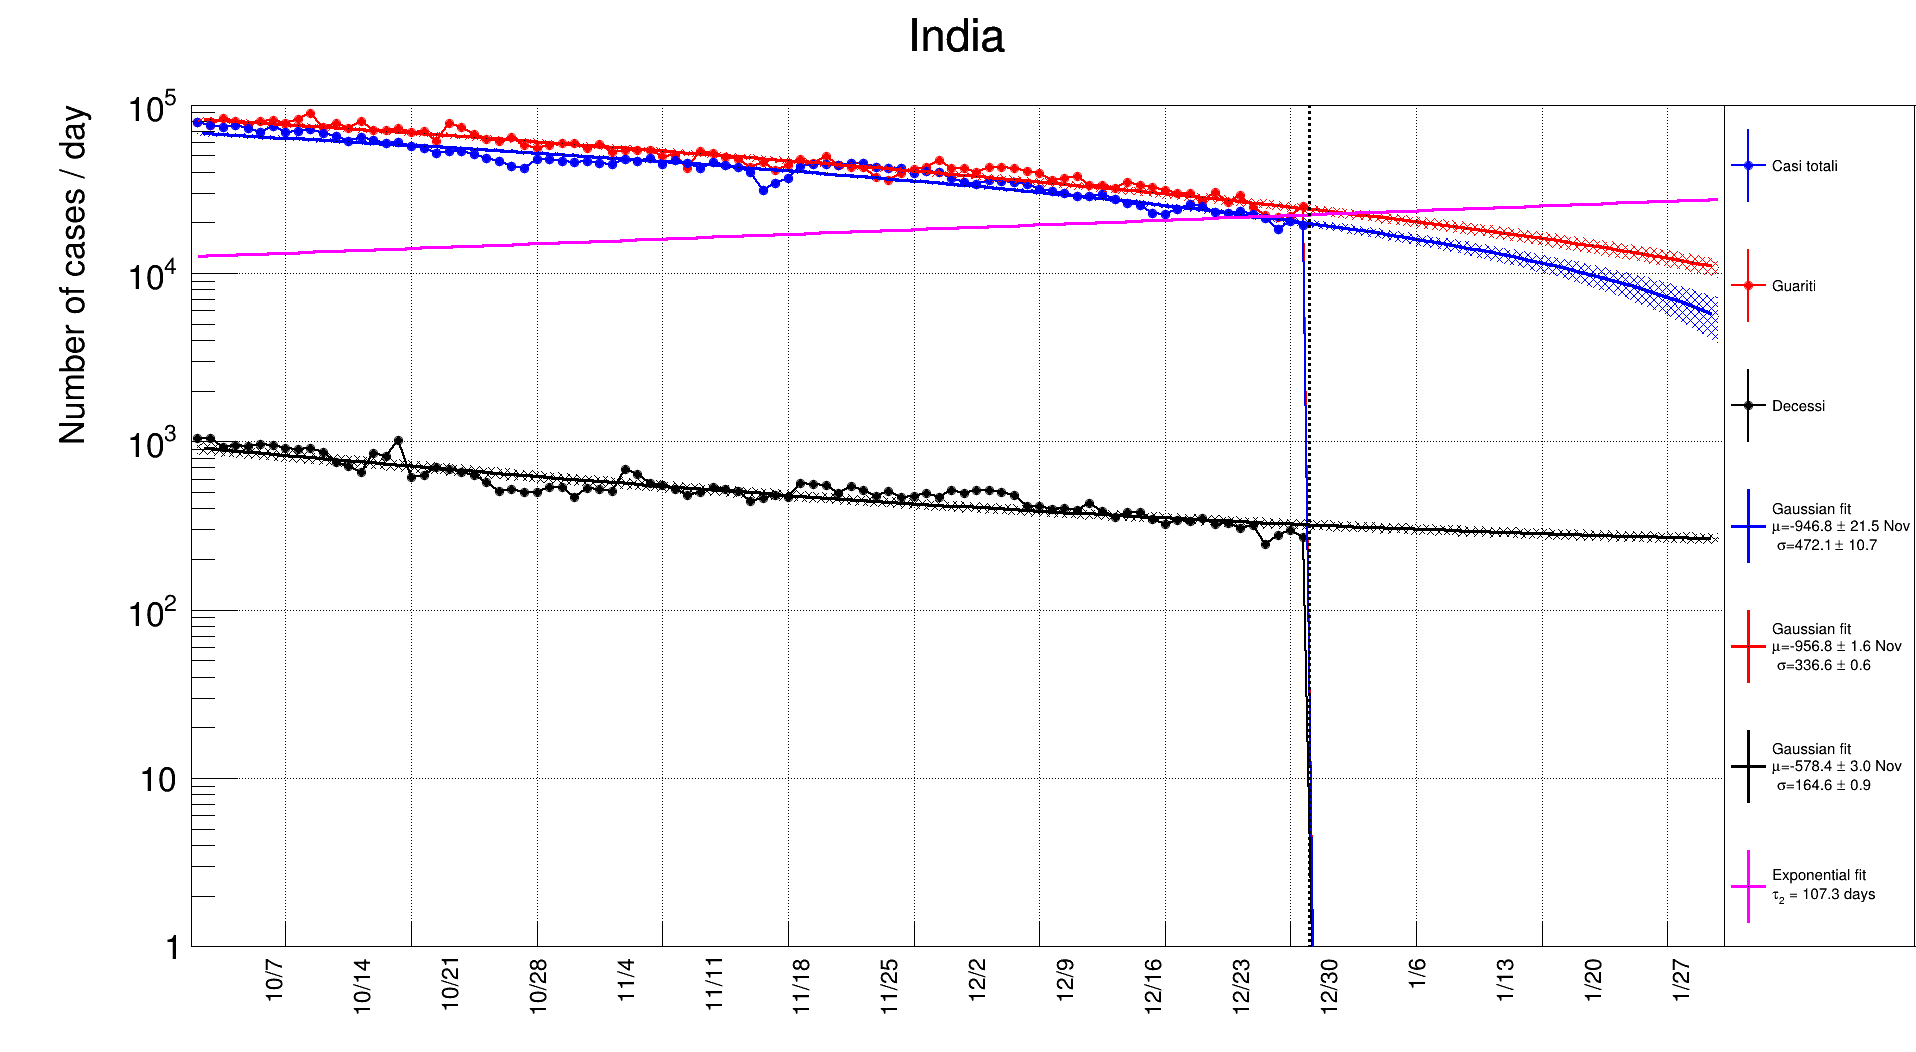 India
Number of cases / day
10^5
10^4
10^3
10^2
10
1
10/7
10/14
10/21
10/28
11/4
11/11
11/18
11/25
12/2
12/9
12/16
12/23
12/30
1/6
1/13
1/20
1/27
Casi totali
Guariti
Decessi
Gaussian fit
μ=-946.8 ± 21.5 Nov
σ=472.1 ± 10.7
Gaussian fit
μ=-956.8 ± 1.6 Nov
σ=336.6 ± 0.6
Gaussian fit
μ=-578.4 ± 3.0 Nov
σ=164.6 ± 0.9
Exponential fit
τ₂ = 107.3 days